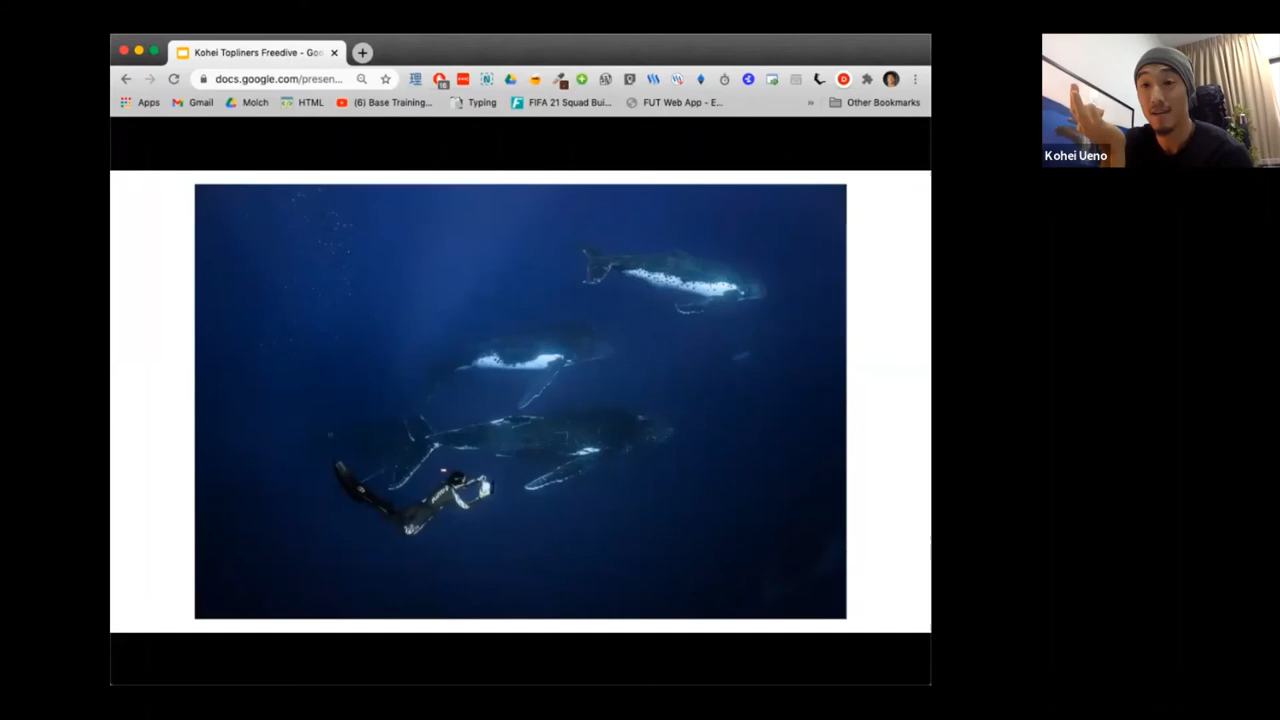 Kohei Topliners Freedive - Goo
docs.google.com/presen...
Apps Gmail Molch HTML (6) Base Training... Typing FIFA 21 Squad Bui... FUT Web App - E... » Other Bookmarks
Kohei Ueno